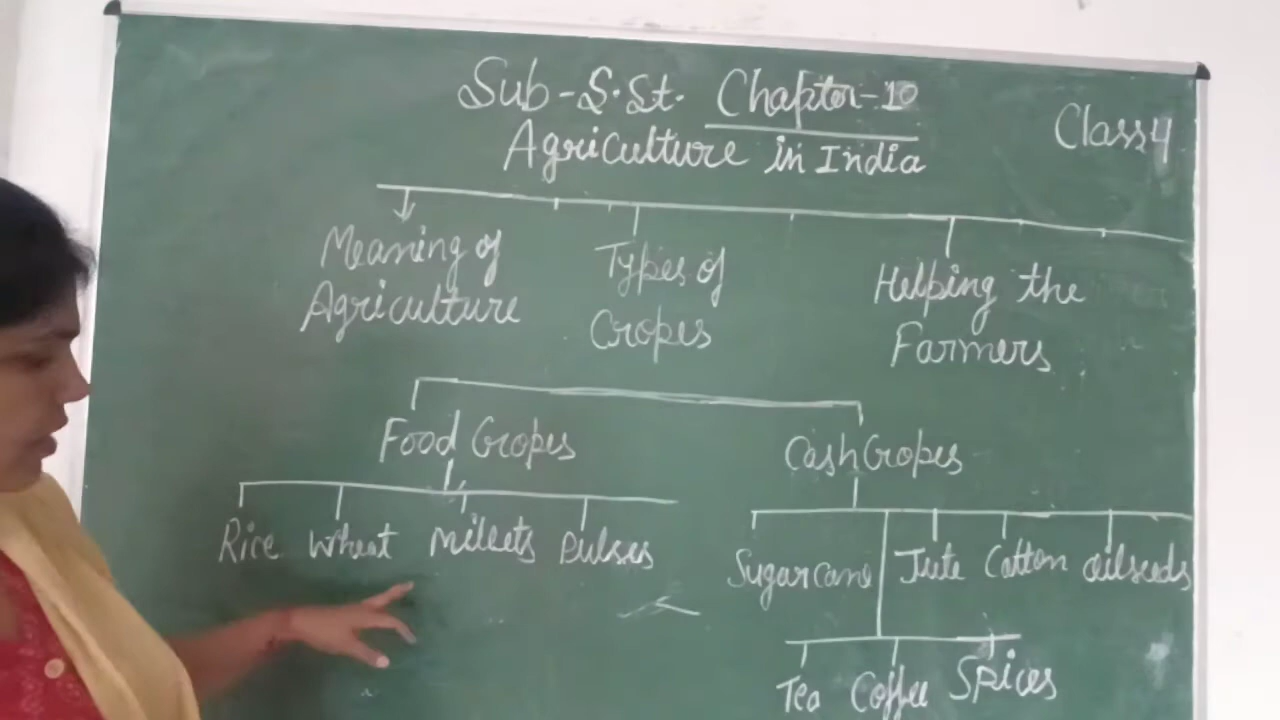 Sub-S.St. Chapter-10
Class 4
Agriculture in India
Meaning of
Agriculture
Types of
Cropes
Helping the
Farmers
Food Cropes
Cash Cropes
Rice Wheat Millets Pulses
Sugarcane Jute Cotton oilseeds
Tea Coffee Spices